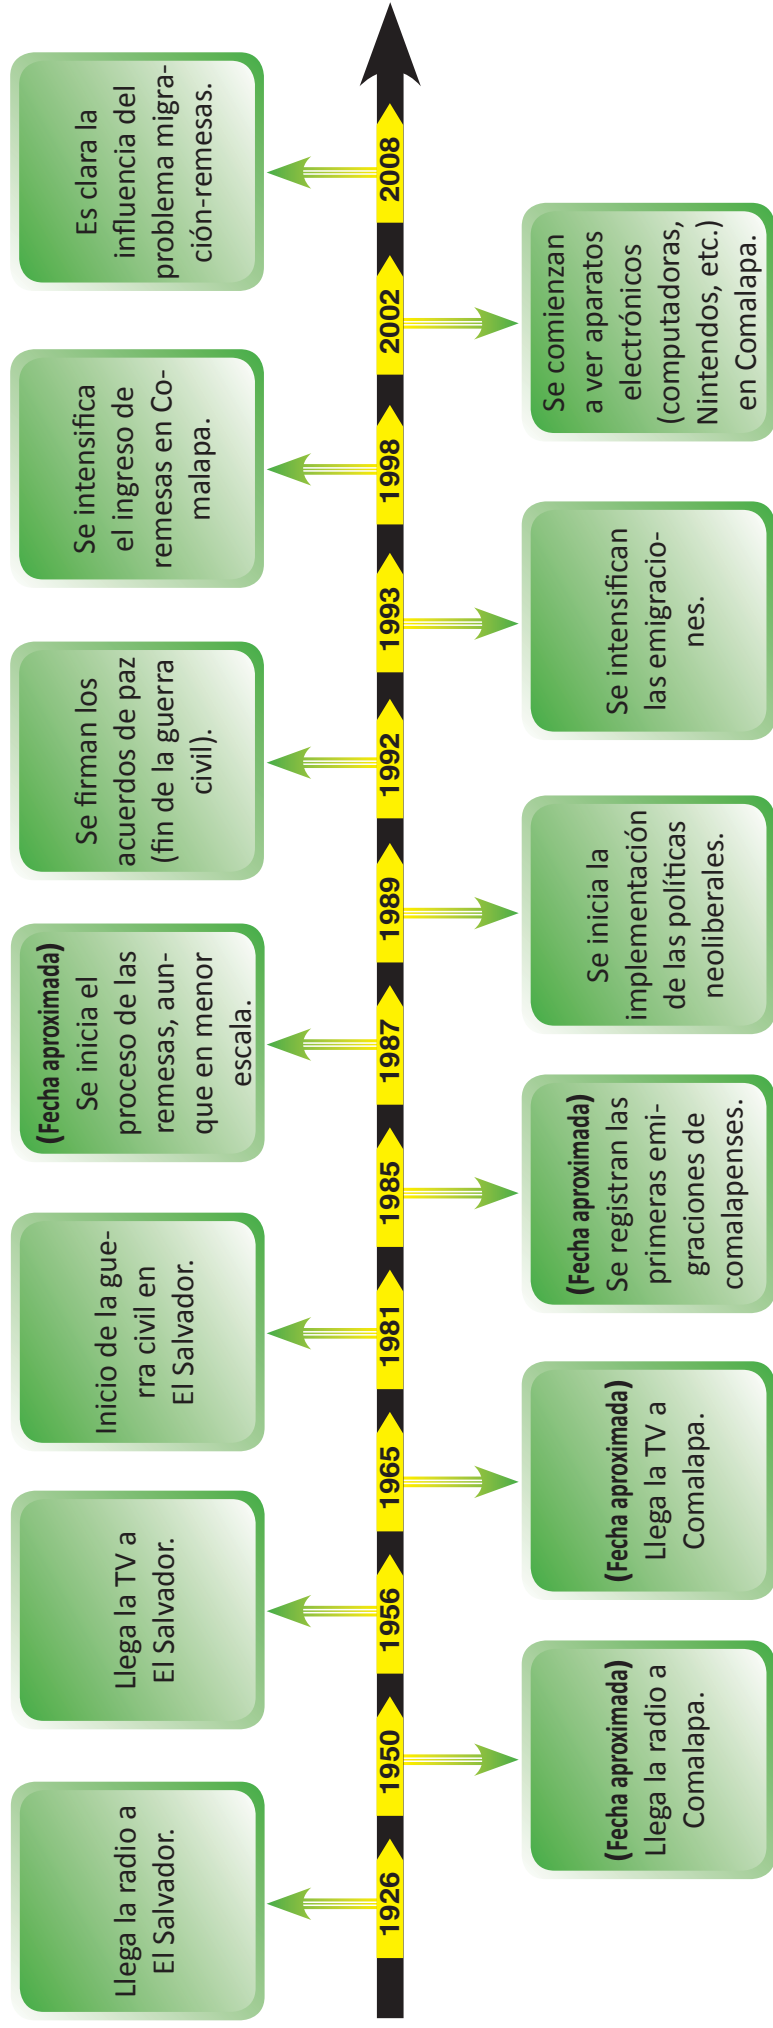 Llega la radio a
El Salvador.
1926
(Fecha aproximada)
Llega la radio a
Comalapa.
1950
Llega la TV a
El Salvador.
1956
(Fecha aproximada)
Llega la TV a
Comalapa.
1965
Inicio de la gue-
rra civil en
El Salvador.
1981
(Fecha aproximada)
Se registran las
primeras emi-
graciones de
comalapenses.
1985
(Fecha aproximada)
Se inicia el
proceso de las
remesas, aun-
que en menor
escala.
1987
Se inicia la
implementación
de las políticas
neoliberales.
1989
Se firman los
acuerdos de paz
(fin de la guerra
civil).
1992
Se intensifican
las emigracio-
nes.
1993
Se intensifica
el ingreso de
remesas en Co-
malapa.
1998
Se comienzan
a ver aparatos
electrónicos
(computadoras,
Nintendos, etc.)
en Comalapa.
2002
Es clara la
influencia del
problema migra-
ción-remesas.
2008